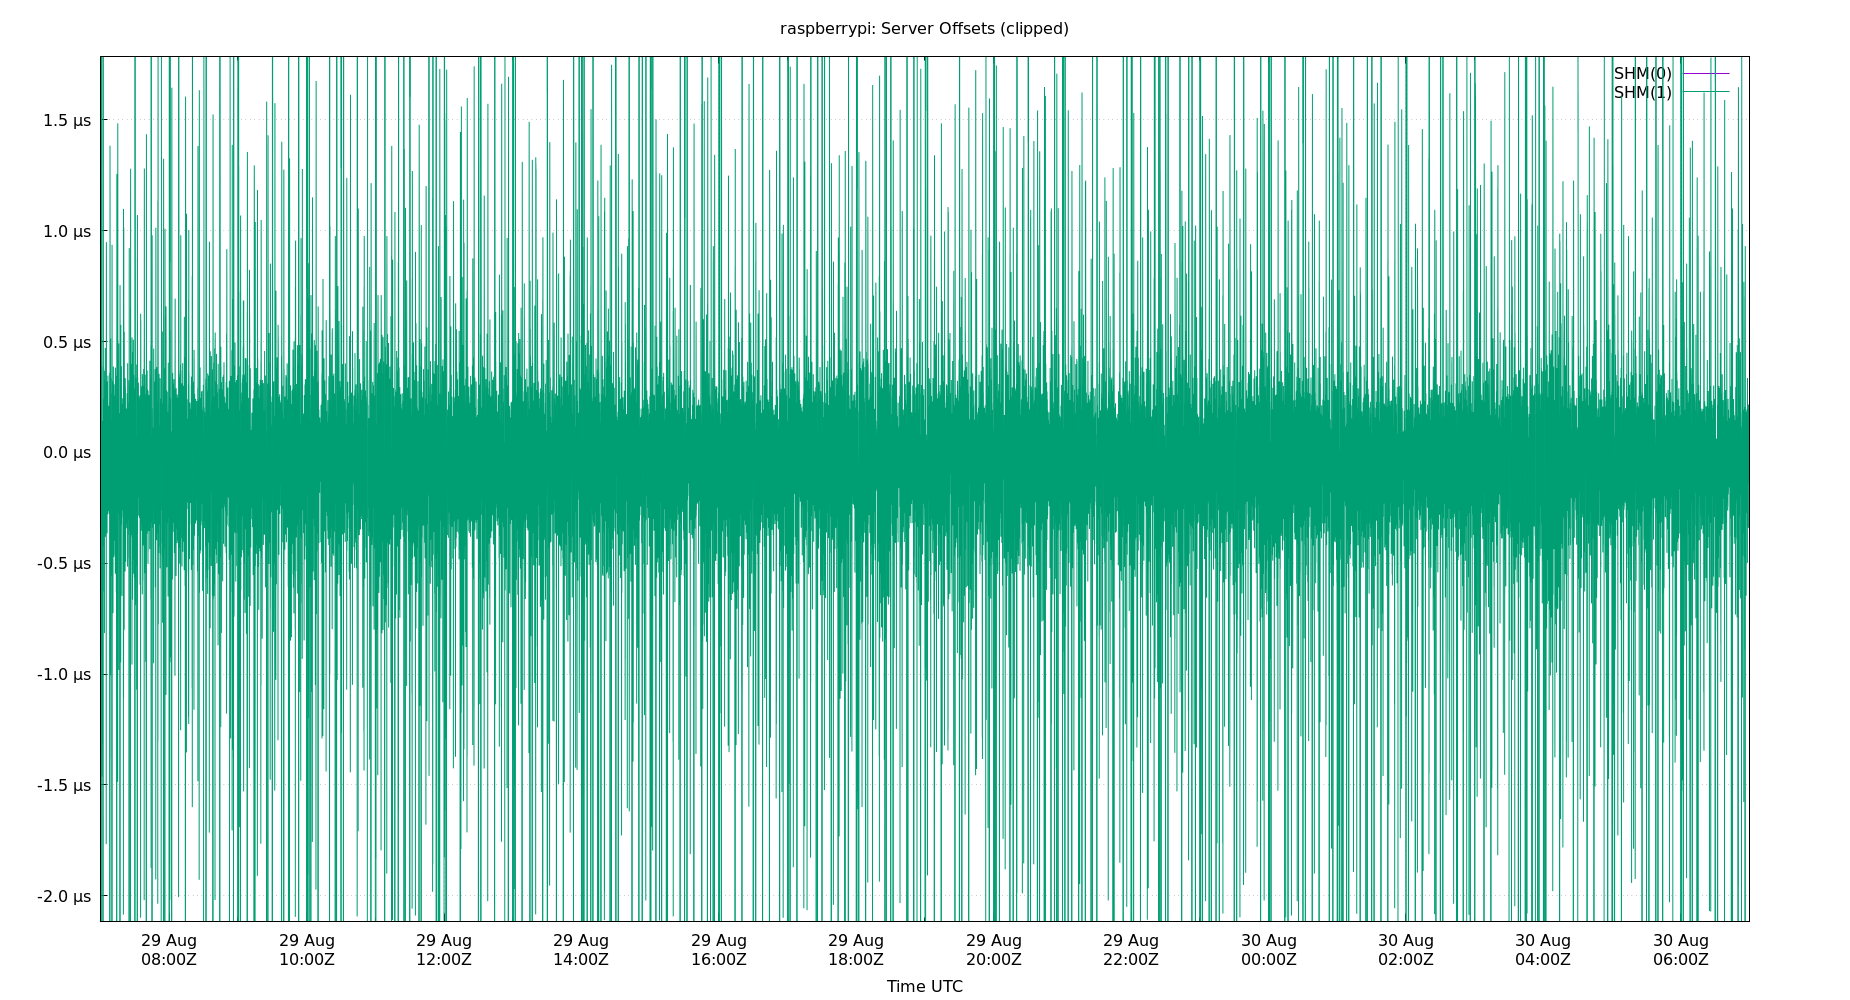 raspberrypi: Server Offsets (clipped)
SHM(0)
SHM(1)
1.5 µs
1.0 µs
0.5 µs
0.0 µs
-0.5 µs
-1.0 µs
-1.5 µs
-2.0 µs
29 Aug 29 Aug 29 Aug 29 Aug 29 Aug 29 Aug 29 Aug 29 Aug 30 Aug 30 Aug 30 Aug 30 Aug
08:00Z 10:00Z 12:00Z 14:00Z 16:00Z 18:00Z 20:00Z 22:00Z 00:00Z 02:00Z 04:00Z 06:00Z
Time UTC